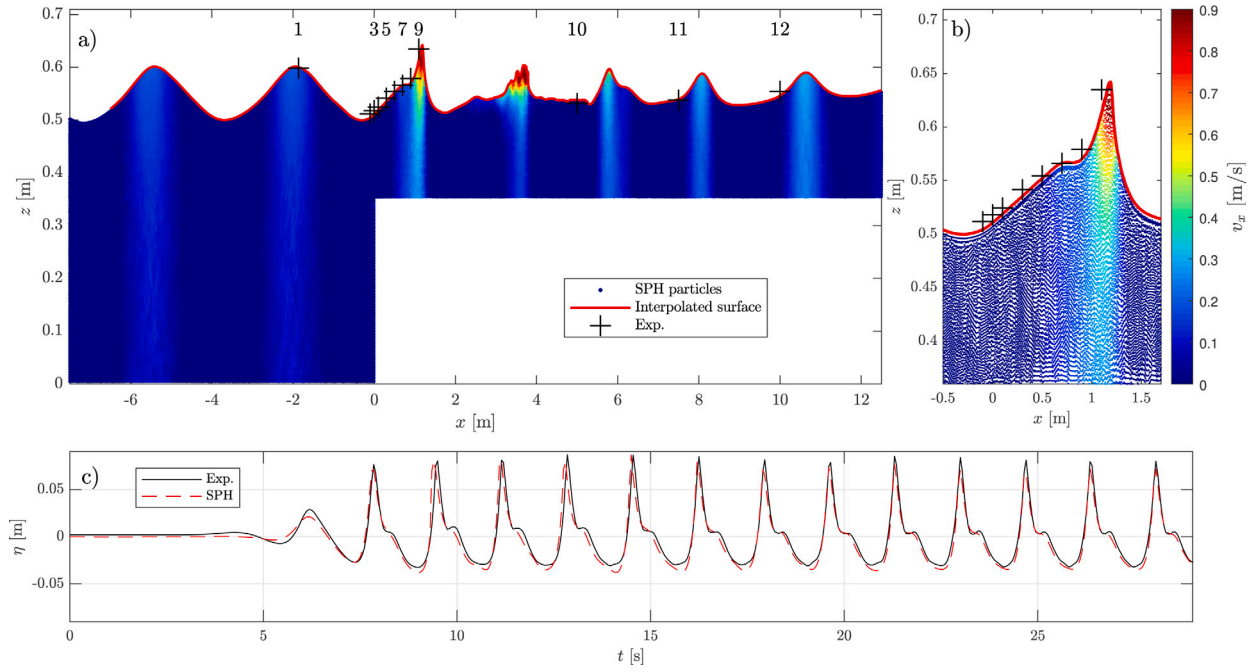 a)
1 3 5 7 9 10 11 12
0.7
0.6
0.5
0.4
0.3
0.2
0.1
0
z [m]
SPH particles
Interpolated surface
Exp.
-6 -4 -2 0 2 4 6 8 10 12
x [m]
b)
0.7
0.65
0.6
0.55
0.5
0.45
0.4
z [m]
-0.5 0 0.5 1 1.5
x [m]
0.9
0.8
0.7
0.6
0.5
0.4
0.3
0.2
0.1
0
vₓ [m/s]
c)
Exp.
SPH
0.05
0
-0.05
η [m]
0 5 10 15 20 25
t [s]